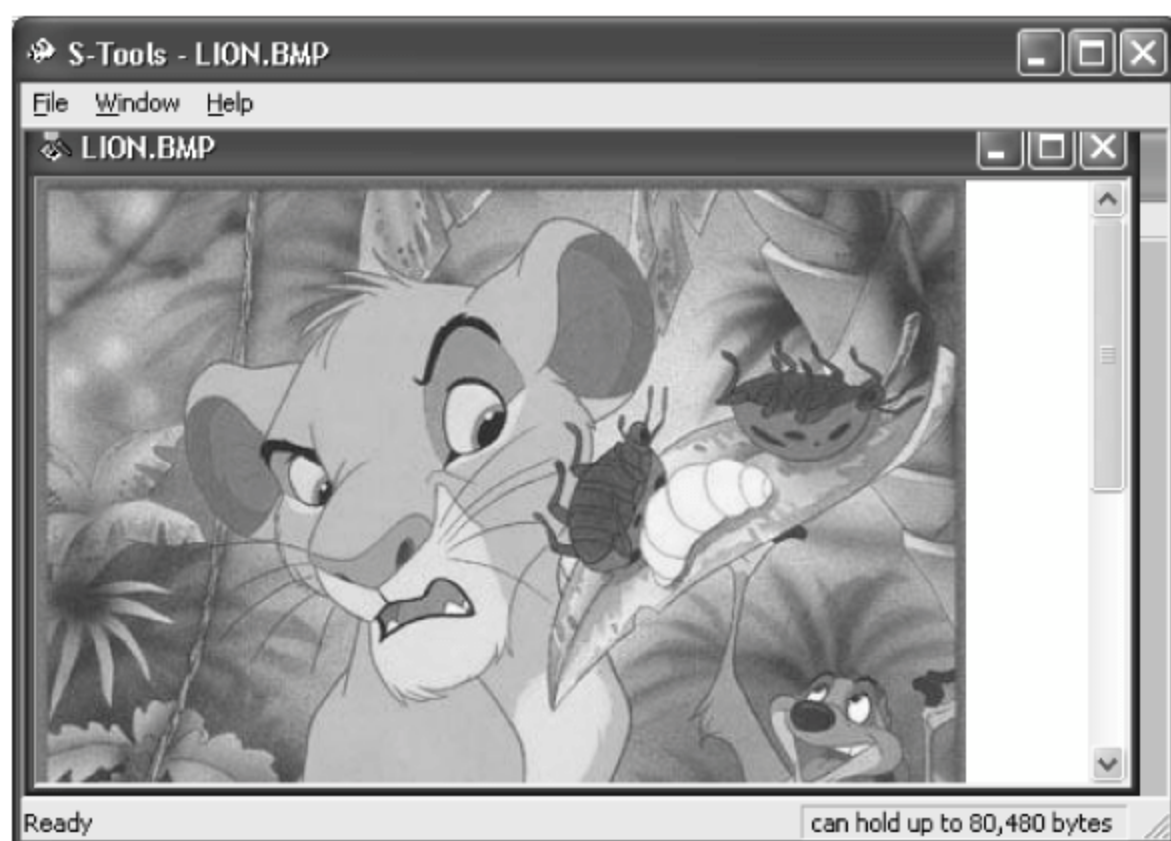 S-Tools - LION.BMP
File Window Help
LION.BMP
Ready can hold up to 80,480 bytes